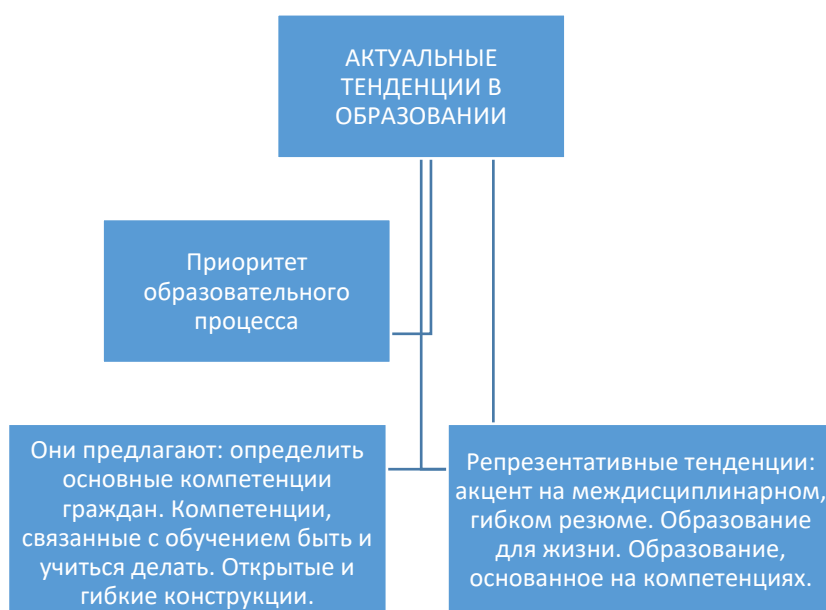 АКТУАЛЬНЫЕ
ТЕНДЕНЦИИ В
ОБРАЗОВАНИИ
Приоритет
образовательного
процесса
Они предлагают: определить
основные компетенции
граждан. Компетенции,
связанные с обучением быть и
учиться делать. Открытые и
гибкие конструкции.
Репрезентативные тенденции:
акцент на междисциплинарном,
гибком резюме. Образование
для жизни. Образование,
основанное на компетенциях.